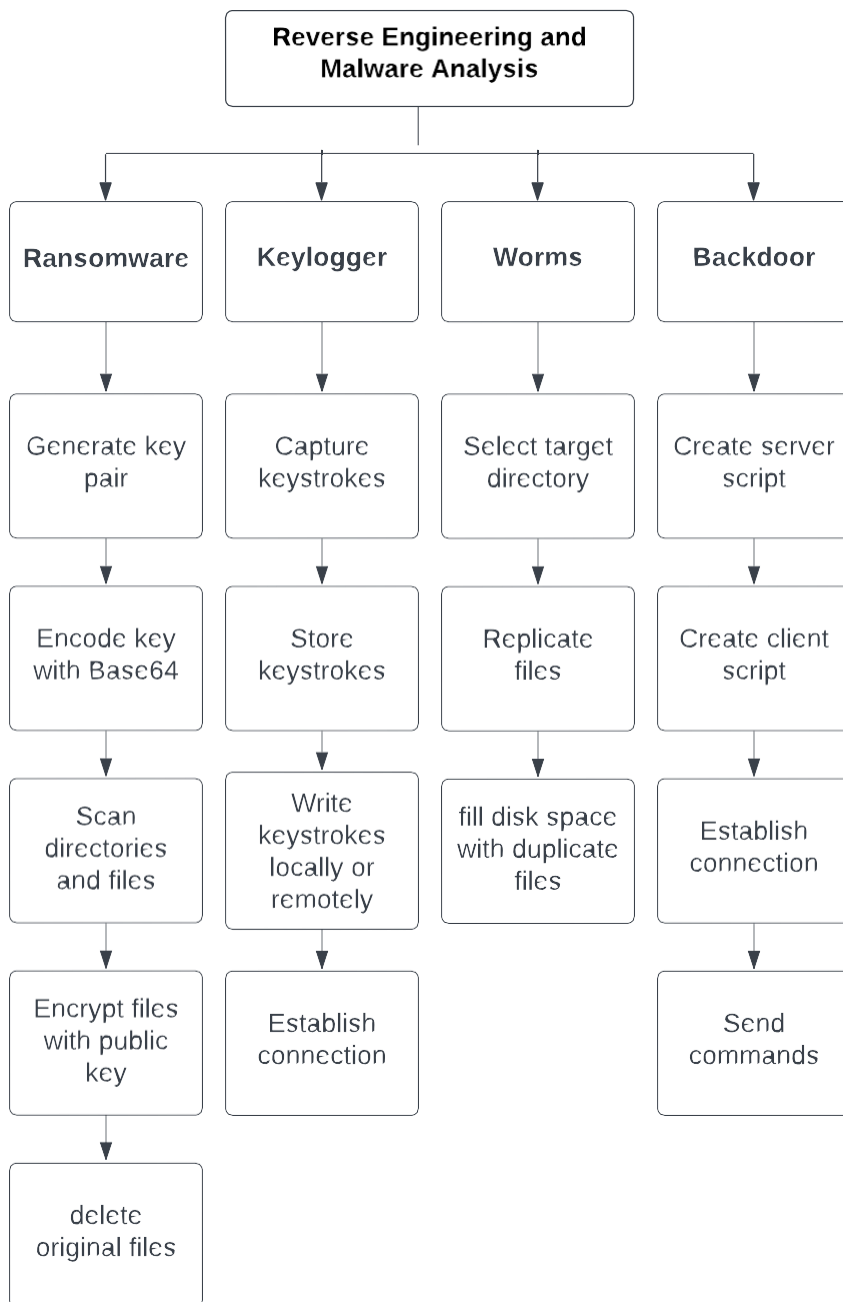 Reverse Engineering and
Malware Analysis
Ransomware
Keylogger
Worms
Backdoor
Generate key
pair
Capture
keystrokes
Select target
directory
Create server
script
Encode key
with Base64
Store
keystrokes
Replicate
files
Create client
script
Scan
directories
and files
Write
keystrokes
locally or
remotely
fill disk space
with duplicate
files
Establish
connection
Encrypt files
with public
key
Establish
connection
Send
commands
delete
original files